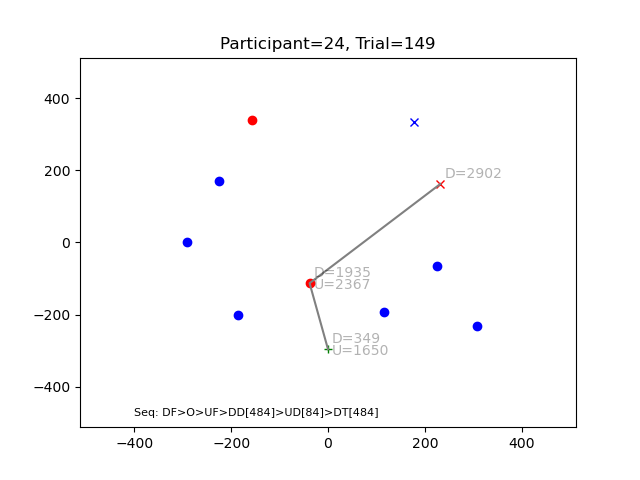 Participant=24, Trial=149
400
200
0
−200
−400
D=2902
D=1935
U=2367
D=349
U=1650
Seq: DF>O>UF>DD[484]>UD[84]>DT[484]
−400 −200 0 200 400